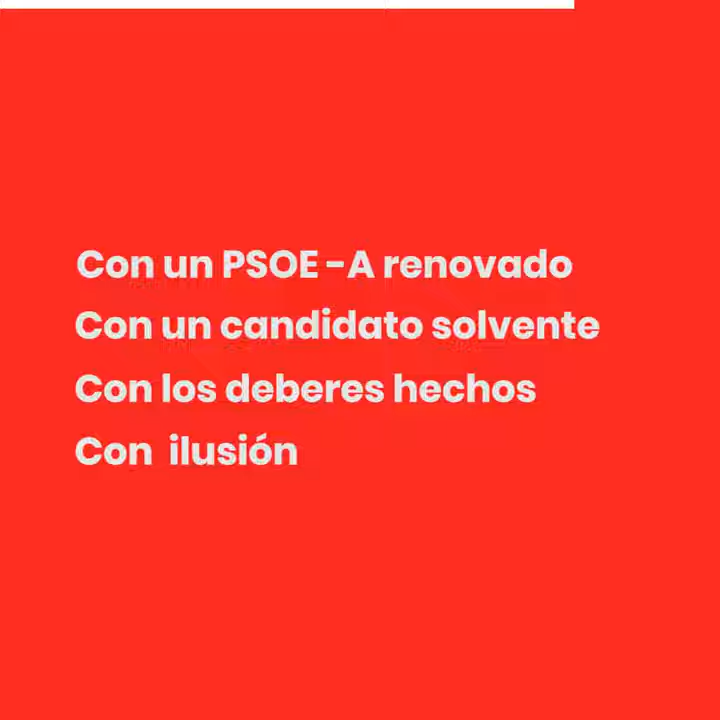 Con un PSOE -A renovado
Con un candidato solvente
Con los deberes hechos
Con ilusión